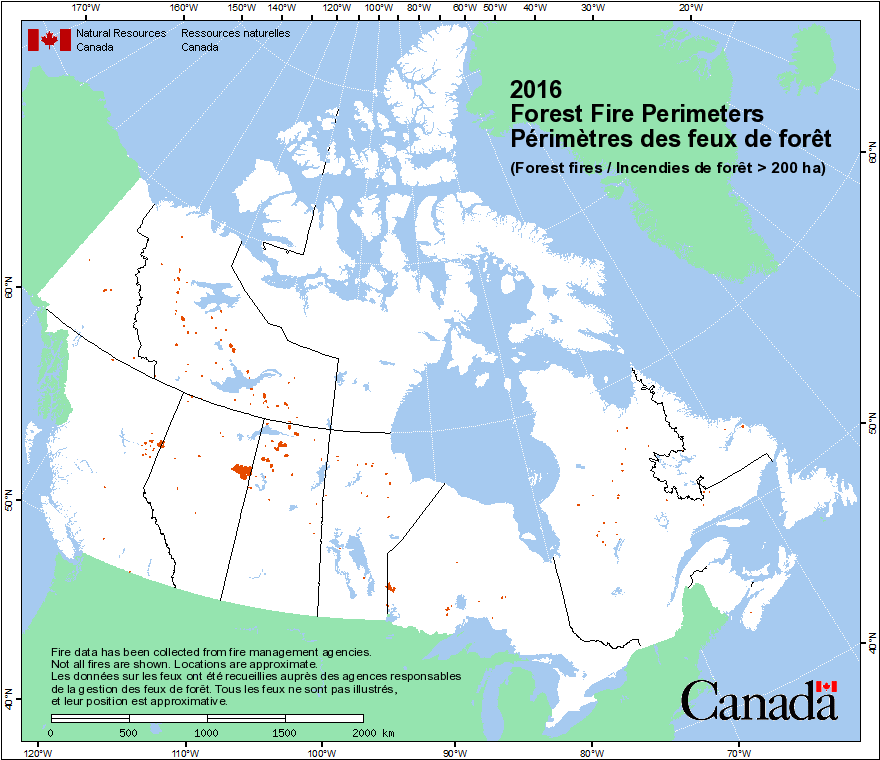 170°W 160°W 150°W 140°W 130°W 120°W 110°W 100°W 90°W 80°W 70°W 60°W 50°W 40°W 30°W 20°W
Natural Resources Canada
Ressources naturelles Canada
2016
Forest Fire Perimeters
Périmètres des feux de forêt
(Forest fires / Incendies de forêt > 200 ha)
60°N
60°N
50°N
50°N
40°N
40°N
Fire data has been collected from fire management agencies.
Not all fires are shown. Locations are approximate.
Les données sur les feux ont été recueillies auprès des agences responsables
de la gestion des feux de forêt. Tous les feux ne sont pas illustrés,
et leur position est approximative.
0 500 1000 1500 2000 km
Canada
120°W 110°W 100°W 90°W 80°W 70°W